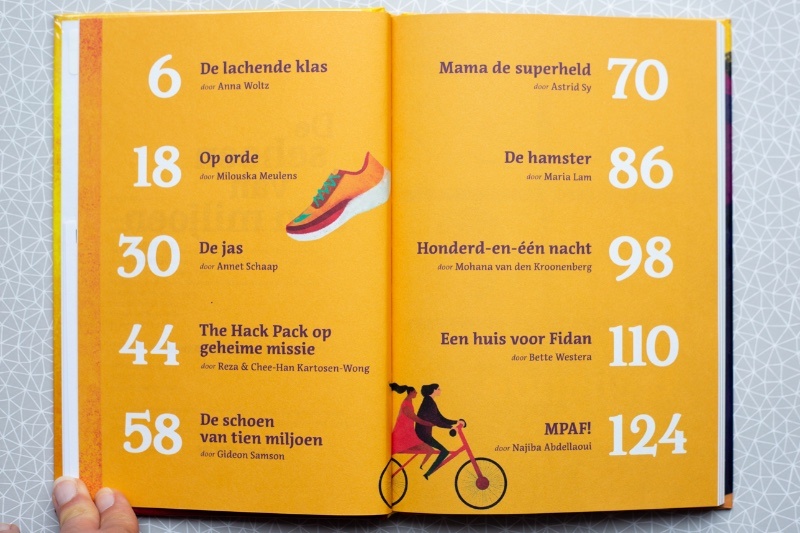 6
De lachende klas
door Anna Woltz
18
Op orde
door Milouska Meulens
30
De jas
door Annet Schaap
44
The Hack Pack op
geheime missie
door Reza & Chee-Han Kartosen-Wong
58
De schoen
van tien miljoen
door Gideon Samson
Mama de superheld
70
door Astrid Sy
De hamster
86
door Maria Lam
Honderd-en-één nacht
98
door Mohana van den Kroonenberg
Een huis voor Fidan
110
door Bette Westera
MPAF!
124
door Najiba Abdellaoui